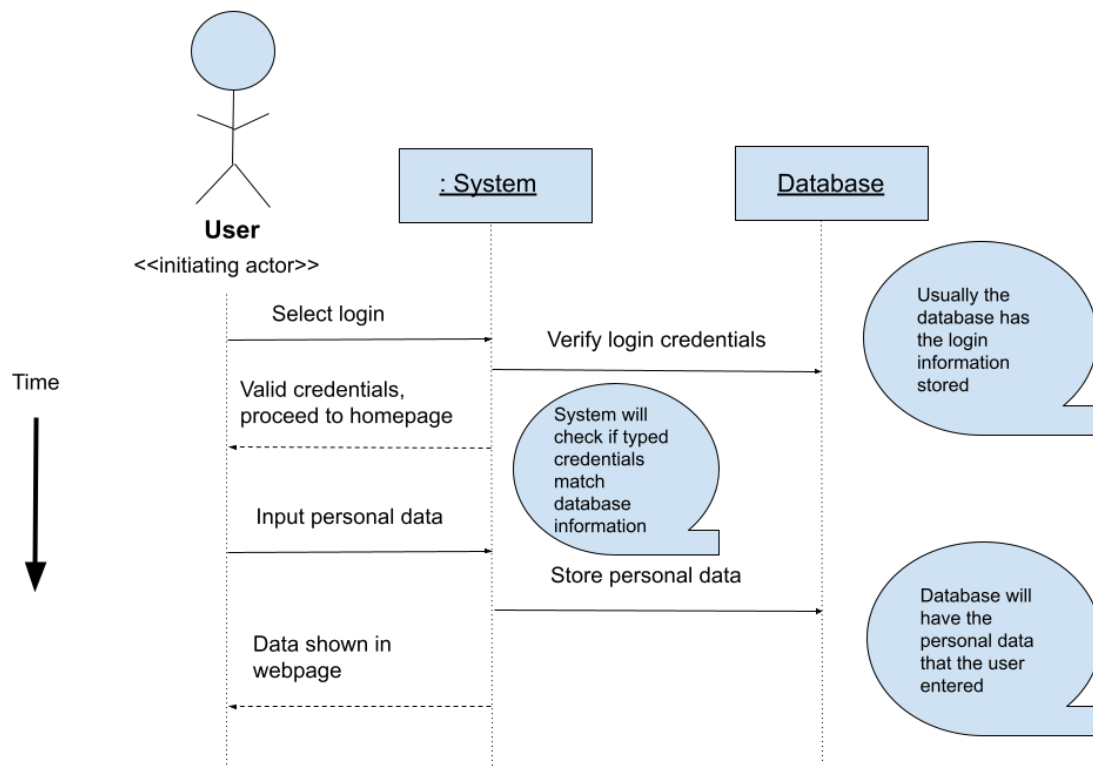 : System
Database
User
<<initiating actor>>
Select login
Verify login credentials
Usually the
database has
the login
information
stored
Time
Valid credentials,
proceed to homepage
System will
check if typed
credentials
match
database
information
Input personal data
Store personal data
Database will
have the
personal data
that the user
entered
Data shown in
webpage